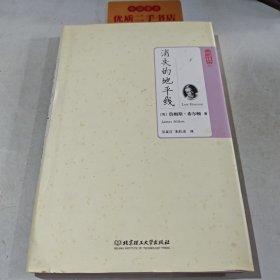 优质二手书
消失的地平线
Lost Horizon
[英] 詹姆斯·希尔顿 著
James Hilton
北京理工大学出版社